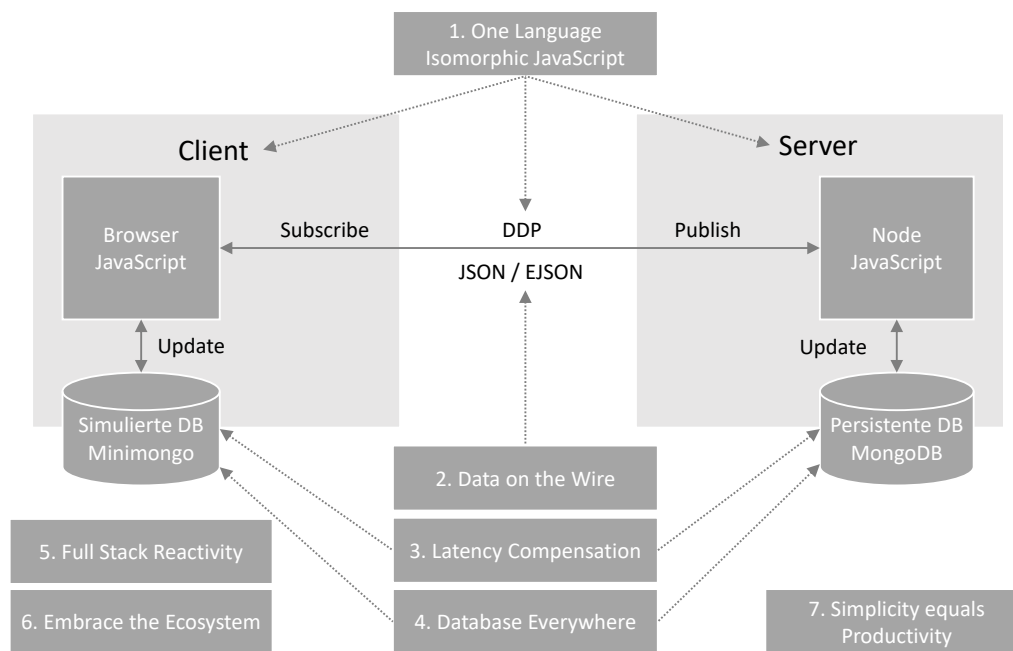 1. One Language
Isomorphic JavaScript
Client
Server
Browser
JavaScript
Subscribe
DDP
Publish
Node
JavaScript
JSON / EJSON
Update
Update
Simulierte DB
Minimongo
Persistente DB
MongoDB
2. Data on the Wire
5. Full Stack Reactivity
3. Latency Compensation
6. Embrace the Ecosystem
4. Database Everywhere
7. Simplicity equals
Productivity